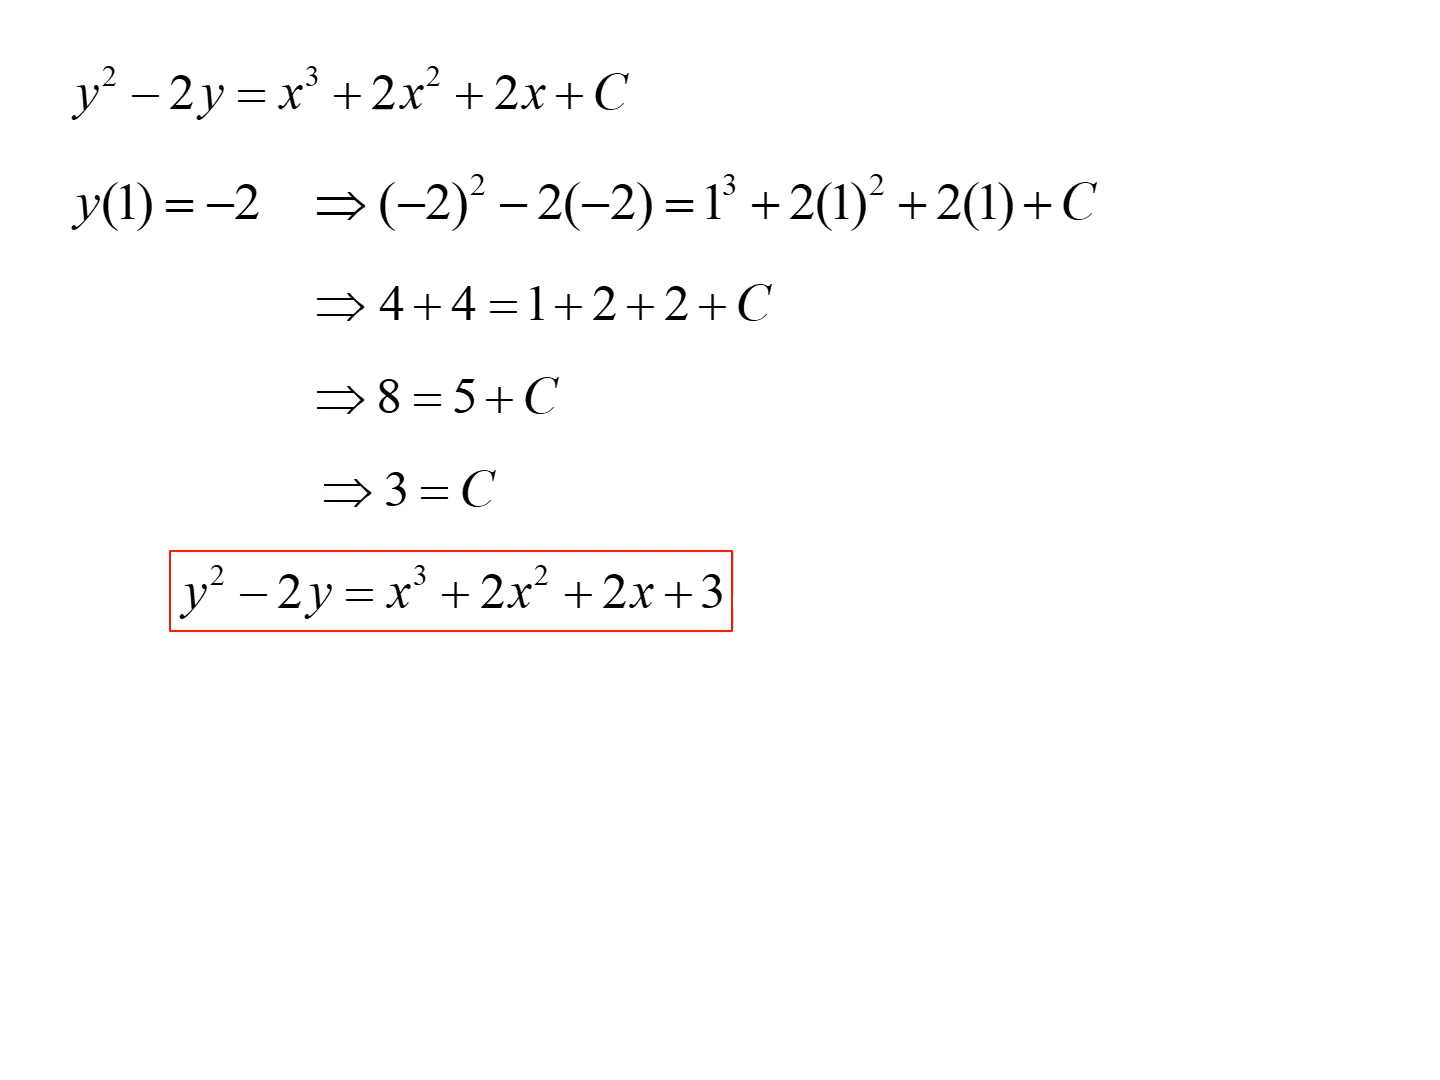 y² − 2y = x³ + 2x² + 2x + C
y(1) = −2 ⇒ (−2)² − 2(−2) = 1³ + 2(1)² + 2(1) + C
⇒ 4 + 4 = 1 + 2 + 2 + C
⇒ 8 = 5 + C
⇒ 3 = C
y² − 2y = x³ + 2x² + 2x + 3